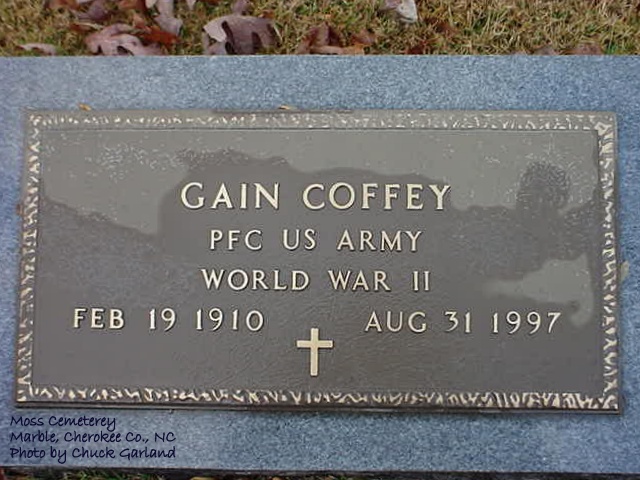 GAIN COFFEY
PFC US ARMY
WORLD WAR II
FEB 19 1910 AUG 31 1997
Moss Cemeterey
Marble, Cherokee Co., NC
Photo by Chuck Garland